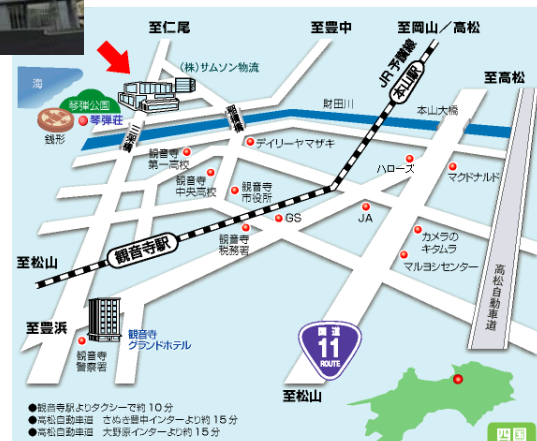 至仁尾
至豊中
至岡山／高松
至高松
(株)サムソン物流
JR予讃線
本山駅
海
琴弾公園
琴弾荘
銭形
財田川
本山大橋
三架橋
デイリーヤマザキ
観音寺
第一高校
観音寺
中央高校
観音寺
市役所
ハローズ
マクドナルド
GS
JA
観音寺
税務署
カメラの
キタムラ
マルヨシセンター
高松自動車道
観音寺駅
至松山
至豊浜
観音寺
グランドホテル
観音寺
警察署
国道
11
ROUTE
至松山
●観音寺駅よりタクシーで約10分
●高松自動車道 さぬき豊中インターより約15分
●高松自動車道 大野原インターより約15分
四国